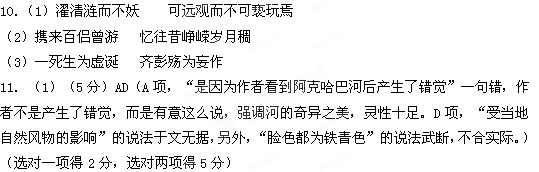 10.（1）濯清涟而不妖　　可远观而不可亵玩焉
（2）携来百侣曾游　忆往昔峥嵘岁月稠
（3）一死生为虚诞　　齐彭殇为妄作
11. （1）（5 分）AD（A项，“是因为作者看到阿克哈巴河后产生了错觉”一句错，作
者不是产生了错觉，而是有意这么说，强调河的奇异之美，灵性十足。D 项，“受当地
自然风物的影响”的说法于文无据，另外，“脸色都为铁青色”的说法武断，不合实际。）
（选对一项得 2 分，选对两项得 5 分）